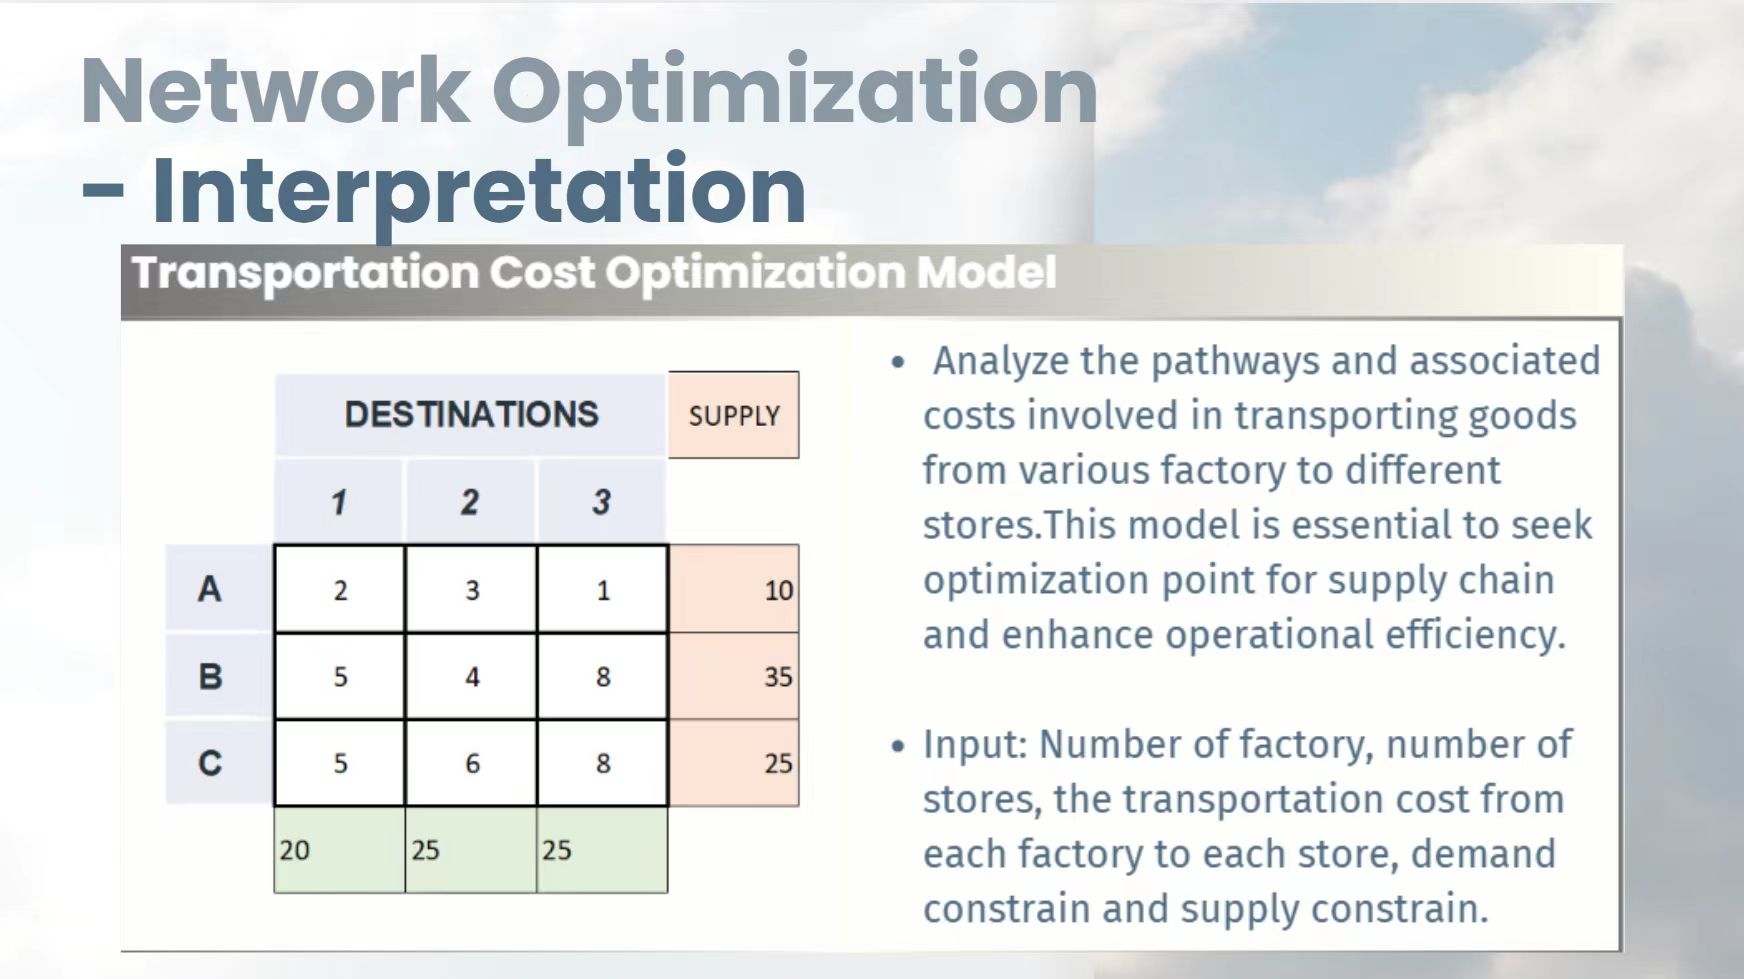 Network Optimization
- Interpretation
Transportation Cost Optimization Model
DESTINATIONS SUPPLY
1 2 3
A 2 3 1 10
B 5 4 8 35
C 5 6 8 25
20 25 25
• Analyze the pathways and associated
costs involved in transporting goods
from various factory to different
stores.This model is essential to seek
optimization point for supply chain
and enhance operational efficiency.
• Input: Number of factory, number of
stores, the transportation cost from
each factory to each store, demand
constrain and supply constrain.